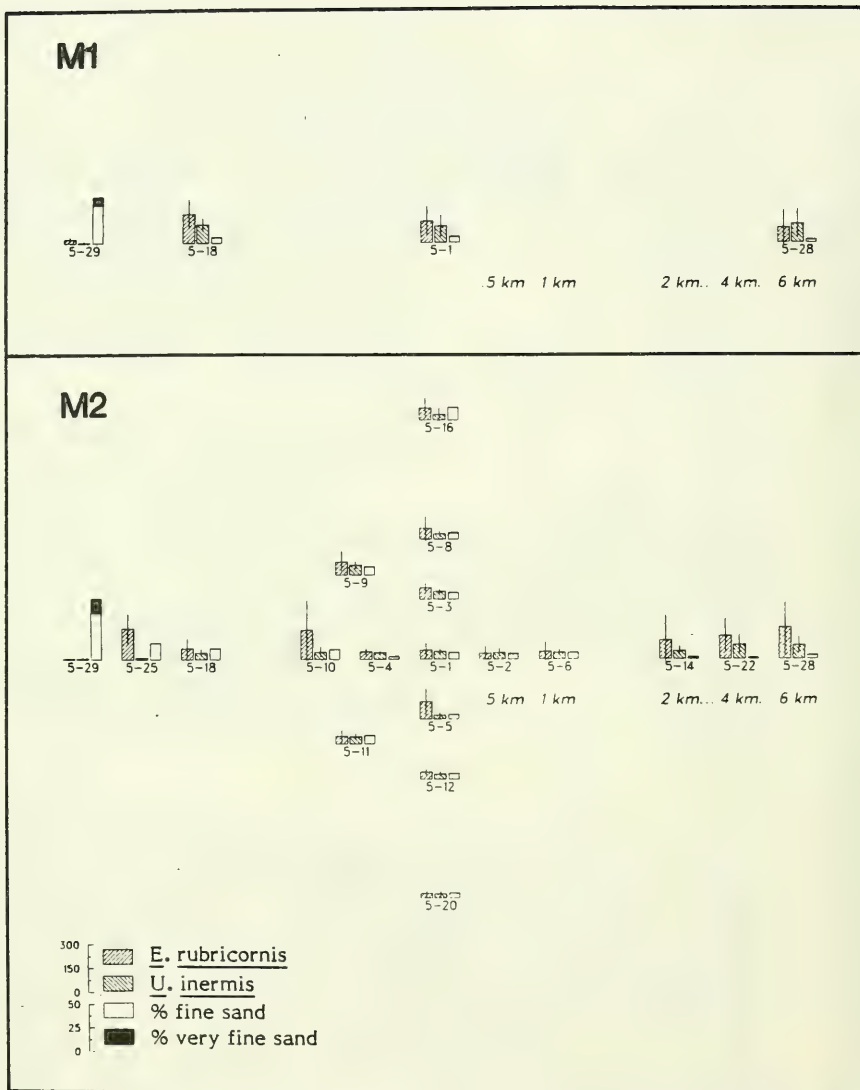 M1
5-29 5-18 5-1 5-28
.5 km 1 km 2 km.. 4 km. 6 km
M2
5-16
5-8
5-9
5-3
5-29 5-25 5-18 5-10 5-4 5-1 5-2 5-6 5-14 5-22 5-28
5 km 1 km 2 km... 4 km. 6 km
5-5
5-11
5-12
5-20
300
150
0
E. rubricornis
U. inermis
50
25
0
% fine sand
% very fine sand